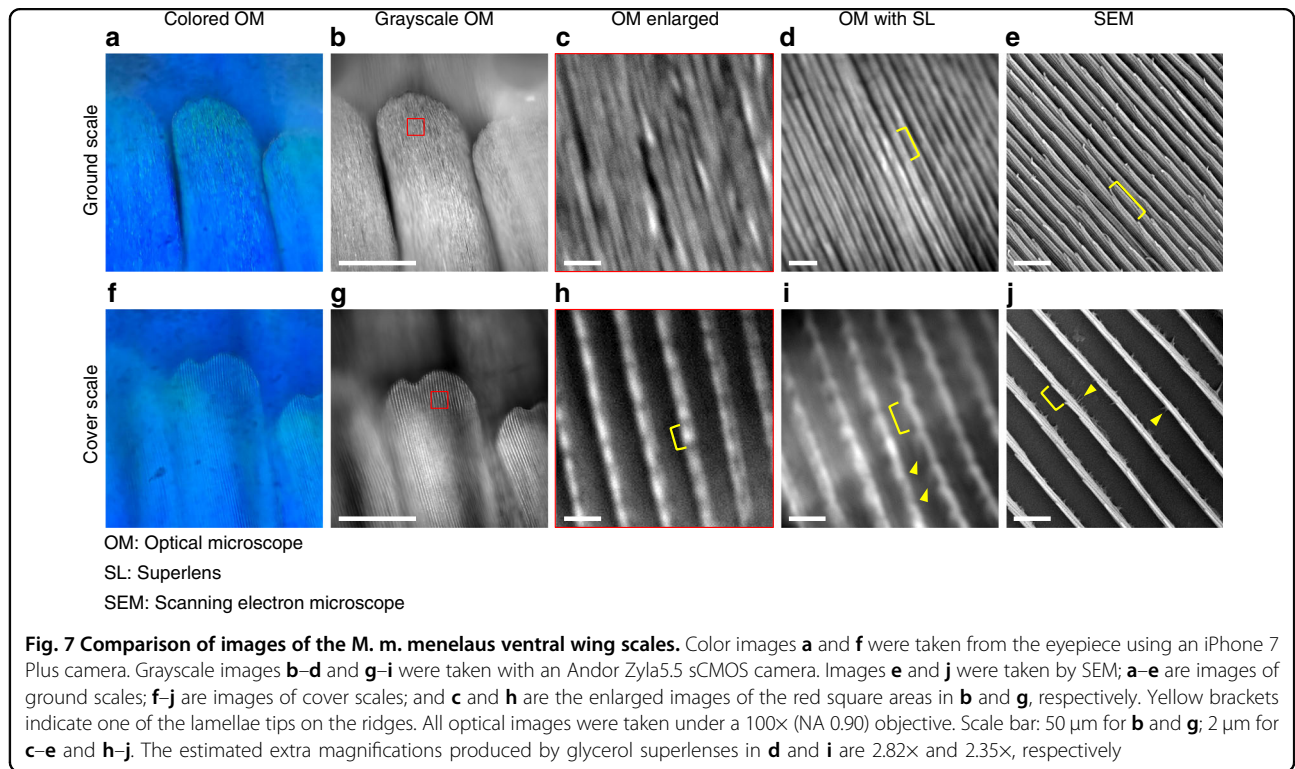 Colored OM Grayscale OM OM enlarged OM with SL SEM
a b c d e
Ground scale
f g h i j
Cover scale
OM: Optical microscope
SL: Superlens
SEM: Scanning electron microscope
Fig. 7 Comparison of images of the M. m. menelaus ventral wing scales. Color images a and f were taken from the eyepiece using an iPhone 7
Plus camera. Grayscale images b–d and g–i were taken with an Andor Zyla5.5 sCMOS camera. Images e and j were taken by SEM; a–e are images of
ground scales; f–j are images of cover scales; and c and h are the enlarged images of the red square areas in b and g, respectively. Yellow brackets
indicate one of the lamellae tips on the ridges. All optical images were taken under a 100× (NA 0.90) objective. Scale bar: 50 μm for b and g; 2 μm for
c–e and h–j. The estimated extra magnifications produced by glycerol superlenses in d and i are 2.82× and 2.35×, respectively